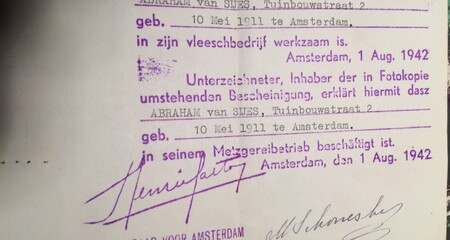 ABRAHAM van SUES, Tuinbouwstraat 2
geb. 10 Mei 1911 te Amsterdam.
in zijn vleeschbedrijf werkzaam is.
Amsterdam, 1 Aug. 1942
Unterzeichneter, Inhaber der in Fotokopie
umstehenden Bescheinigung, erklärt hiermit dasz
ABRAHAM van SUES, Tuinbouwstraat 2
geb. 10 Mei 1911 te Amsterdam.
in seinem Metzgereibetrieb beschäftigt ist.
Amsterdam, den 1 Aug. 1942
VOOR AMSTERDAM